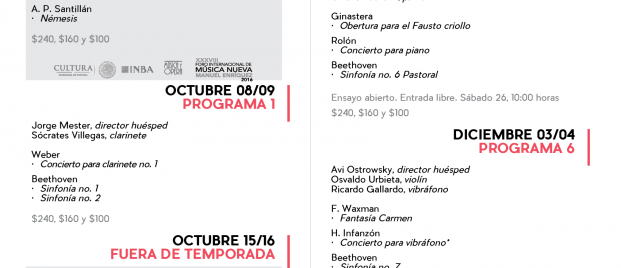 A. P. Santillán
· Némesis
$240, $160 y $100
CULTURA
INBA
XXXVIII
FORO INTERNACIONAL DE
MÚSICA NUEVA
MANUEL ENRÍQUEZ
2016
OCTUBRE 08/09
PROGRAMA 1
Jorge Mester, director huésped
Sócrates Villegas, clarinete
Weber
· Concierto para clarinete no. 1
Beethoven
· Sinfonía no. 1
· Sinfonía no. 2
$240, $160 y $100
OCTUBRE 15/16
FUERA DE TEMPORADA
Ginastera
· Obertura para el Fausto criollo
Rolón
· Concierto para piano
Beethoven
· Sinfonía no. 6 Pastoral
Ensayo abierto. Entrada libre. Sábado 26, 10:00 horas
$240, $160 y $100
DICIEMBRE 03/04
PROGRAMA 6
Avi Ostrowsky, director huésped
Osvaldo Urbieta, violín
Ricardo Gallardo, vibráfono
F. Waxman
· Fantasía Carmen
H. Infanzón
· Concierto para vibráfono*
Beethoven
· Sinfonía no. 7